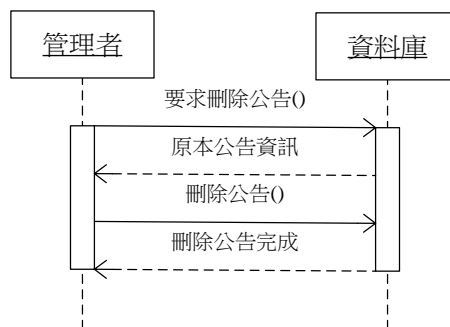 管理者
資料庫
要求刪除公告()
原本公告資訊
刪除公告()
刪除公告完成